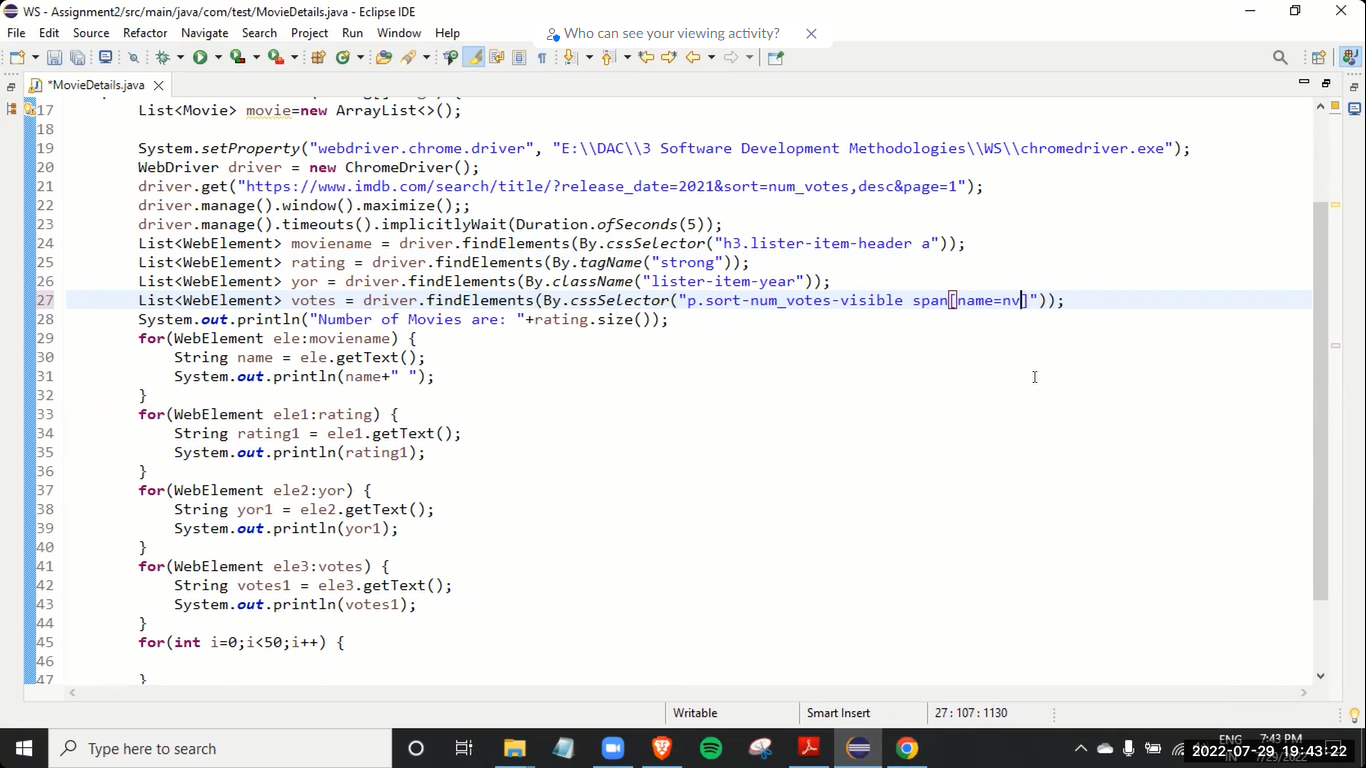 WS - Assignment2/src/main/java/com/test/MovieDetails.java - Eclipse IDE
File Edit Source Refactor Navigate Search Project Run Window Help
Who can see your viewing activity?
*MovieDetails.java
17 List<Movie> movie=new ArrayList<>();
18
19 System.setProperty("webdriver.chrome.driver", "E:\\DAC\\3 Software Development Methodologies\\WS\\chromedriver.exe");
20 WebDriver driver = new ChromeDriver();
21 driver.get("https://www.imdb.com/search/title/?release_date=2021&sort=num_votes,desc&page=1");
22 driver.manage().window().maximize();;
23 driver.manage().timeouts().implicitlyWait(Duration.ofSeconds(5));
24 List<WebElement> moviename = driver.findElements(By.cssSelector("h3.lister-item-header a"));
25 List<WebElement> rating = driver.findElements(By.tagName("strong"));
26 List<WebElement> yor = driver.findElements(By.className("lister-item-year"));
27 List<WebElement> votes = driver.findElements(By.cssSelector("p.sort-num_votes-visible span[name=nv]"));
28 System.out.println("Number of Movies are: "+rating.size());
29 for(WebElement ele:moviename) {
30 String name = ele.getText();
31 System.out.println(name+" ");
32 }
33 for(WebElement ele1:rating) {
34 String rating1 = ele1.getText();
35 System.out.println(rating1);
36 }
37 for(WebElement ele2:yor) {
38 String yor1 = ele2.getText();
39 System.out.println(yor1);
40 }
41 for(WebElement ele3:votes) {
42 String votes1 = ele3.getText();
43 System.out.println(votes1);
44 }
45 for(int i=0;i<50;i++) {
46
47 }
Writable Smart Insert 27 : 107 : 1130
Type here to search
ENG 7:43 PM
IN 7/29/2022
2022-07-29, 19:43:22